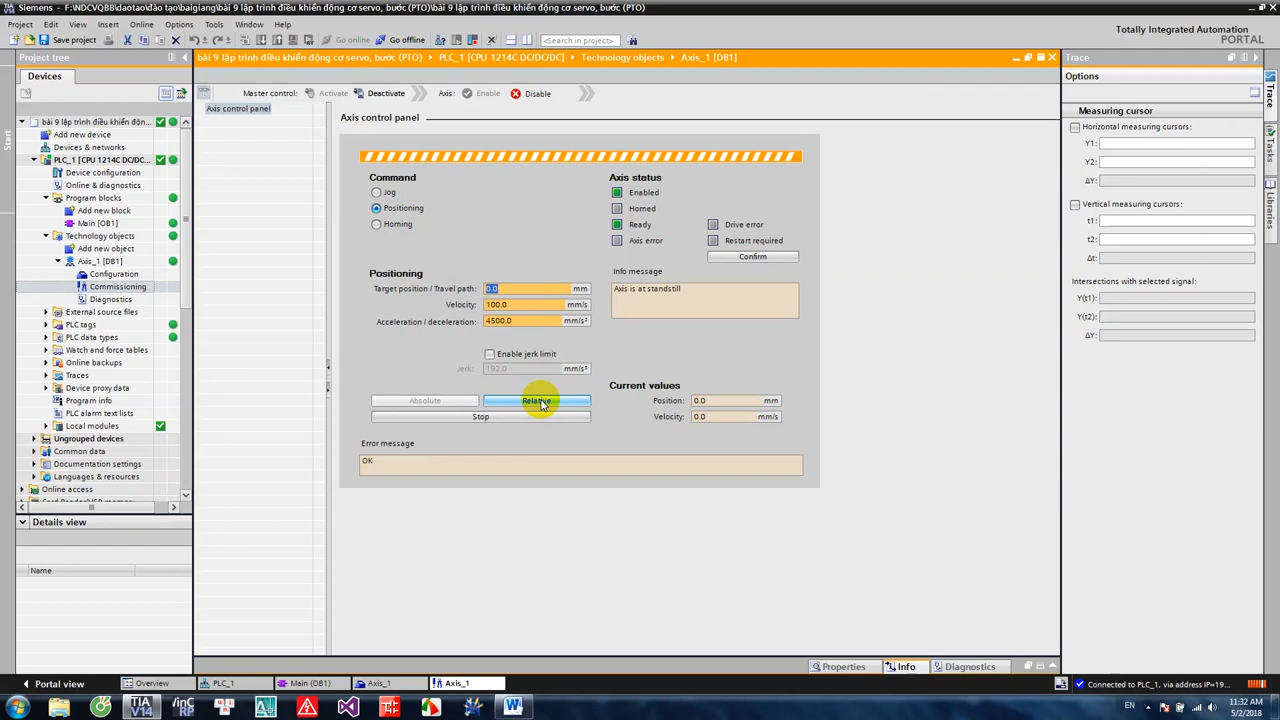 Siemens - F:\NDCVQBB\daotao\đào tạo\baigiang\bài 9 lập trình điều khiển động cơ servo, bước (PTO)\bài 9 lập trình điều khiển động cơ servo, bước (PTO)
Project Edit View Insert Online Options Tools Window Help
Save project Go online Go offline <Search in project>
Totally Integrated Automation
PORTAL
Project tree
bài 9 lập trình điều khiển động cơ servo, bước (PTO) PLC_1 [CPU 1214C DC/DC/DC] Technology objects Axis_1 [DB1]
Trace
Devices
Options
Master control: Activate Deactivate Axis: Enable Disable
Axis control panel
Axis control panel
Measuring cursor
Horizontal measuring cursors:
Y1:
Y2:
ΔY:
Vertical measuring cursors:
t1:
t2:
Δt:
Intersections with selected signal:
Y(t1):
Y(t2):
ΔY:
Start
Trace
Tasks
Libraries
bài 9 lập trình điều khiển độn...
Add new device
Devices & networks
PLC_1 [CPU 1214C DC/DC...
Device configuration
Online & diagnostics
Program blocks
Add new block
Main [OB1]
Technology objects
Add new object
Axis_1 [DB1]
Configuration
Commissioning
Diagnostics
External source files
PLC tags
PLC data types
Watch and force tables
Online backups
Traces
Device proxy data
Program info
PLC alarm text lists
Local modules
Ungrouped devices
Common data
Documentation settings
Languages & resources
Online access
Command
Jog
Positioning
Homing
Axis status
Enabled
Homed
Ready
Drive error
Axis error
Restart required
Confirm
Positioning
Info message
Target position / Travel path: 0.0 mm
Axis is at standstill
Velocity: 100.0 mm/s
Acceleration / deceleration: 4500.0 mm/s²
Enable jerk limit
Jerk: 192.0 mm/s³
Current values
Absolute Relative
Position: 0.0 mm
Stop
Velocity: 0.0 mm/s
Error message
OK
Details view
Name
Properties Info Diagnostics
Portal view Overview PLC_1 Main (OB1) Axis_1 Axis_1
Connected to PLC_1, via address IP=19...
TIA
V14
EN
11:32 AM
5/2/2018